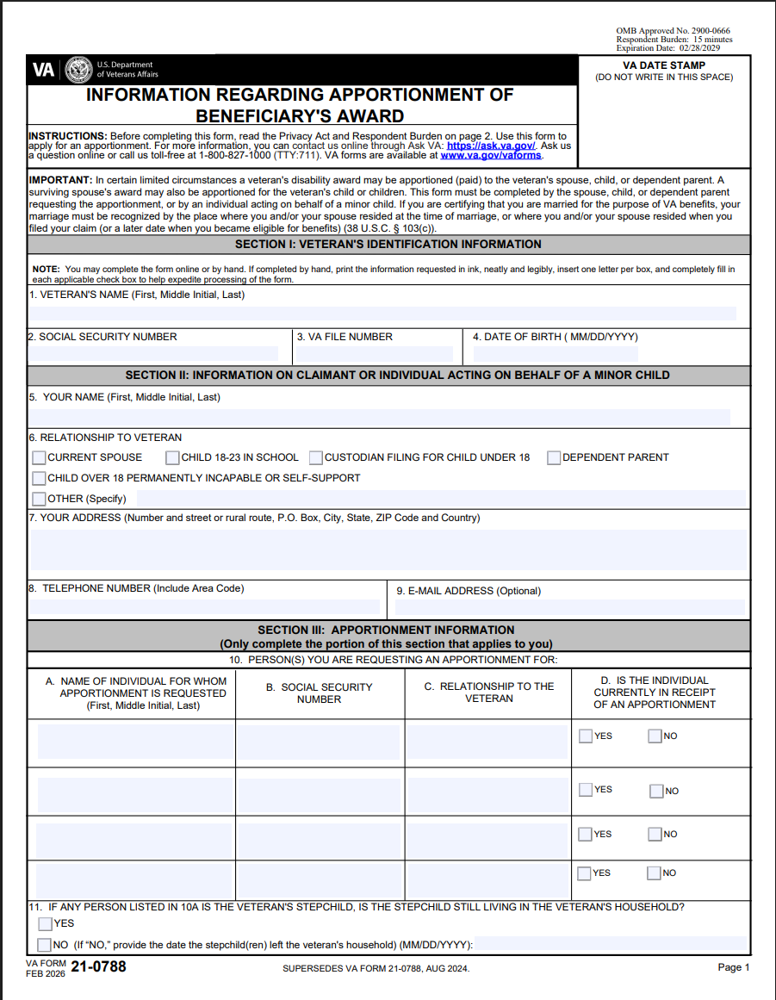 OMB Approved No. 2900-0666
Respondent Burden: 15 minutes
Expiration Date: 02/28/2029
VA
U.S. Department
of Veterans Affairs
VA DATE STAMP
(DO NOT WRITE IN THIS SPACE)
INFORMATION REGARDING APPORTIONMENT OF
BENEFICIARY'S AWARD
INSTRUCTIONS: Before completing this form, read the Privacy Act and Respondent Burden on page 2. Use this form to
apply for an apportionment. For more information, you can contact us online through Ask VA: https://ask.va.gov/. Ask us
a question online or call us toll-free at 1-800-827-1000 (TTY:711). VA forms are available at www.va.gov/vaforms.
IMPORTANT: In certain limited circumstances a veteran's disability award may be apportioned (paid) to the veteran's spouse, child, or dependent parent. A
surviving spouse's award may also be apportioned for the veteran's child or children. This form must be completed by the spouse, child, or dependent parent
requesting the apportionment, or by an individual acting on behalf of a minor child. If you are certifying that you are married for the purpose of VA benefits, your
marriage must be recognized by the place where you and/or your spouse resided at the time of marriage, or where you and/or your spouse resided when you
filed your claim (or a later date when you became eligible for benefits) (38 U.S.C. § 103(c)).
SECTION I: VETERAN'S IDENTIFICATION INFORMATION
NOTE: You may complete the form online or by hand. If completed by hand, print the information requested in ink, neatly and legibly, insert one letter per box, and completely fill in
each applicable check box to help expedite processing of the form.
1. VETERAN'S NAME (First, Middle Initial, Last)
2. SOCIAL SECURITY NUMBER
3. VA FILE NUMBER
4. DATE OF BIRTH ( MM/DD/YYYY)
SECTION II: INFORMATION ON CLAIMANT OR INDIVIDUAL ACTING ON BEHALF OF A MINOR CHILD
5. YOUR NAME (First, Middle Initial, Last)
6. RELATIONSHIP TO VETERAN
CURRENT SPOUSE
CHILD 18-23 IN SCHOOL
CUSTODIAN FILING FOR CHILD UNDER 18
DEPENDENT PARENT
CHILD OVER 18 PERMANENTLY INCAPABLE OR SELF-SUPPORT
OTHER (Specify)
7. YOUR ADDRESS (Number and street or rural route, P.O. Box, City, State, ZIP Code and Country)
8. TELEPHONE NUMBER (Include Area Code)
9. E-MAIL ADDRESS (Optional)
SECTION III: APPORTIONMENT INFORMATION
(Only complete the portion of this section that applies to you)
10. PERSON(S) YOU ARE REQUESTING AN APPORTIONMENT FOR:
A. NAME OF INDIVIDUAL FOR WHOM
APPORTIONMENT IS REQUESTED
(First, Middle Initial, Last)
B. SOCIAL SECURITY
NUMBER
C. RELATIONSHIP TO THE
VETERAN
D. IS THE INDIVIDUAL
CURRENTLY IN RECEIPT
OF AN APPORTIONMENT
YES
NO
YES
NO
YES
NO
YES
NO
11. IF ANY PERSON LISTED IN 10A IS THE VETERAN'S STEPCHILD, IS THE STEPCHILD STILL LIVING IN THE VETERAN'S HOUSEHOLD?
YES
NO (If “NO,” provide the date the stepchild(ren) left the veteran's household) (MM/DD/YYYY):
VA FORM
FEB 2026
21-0788
SUPERSEDES VA FORM 21-0788, AUG 2024.
Page 1